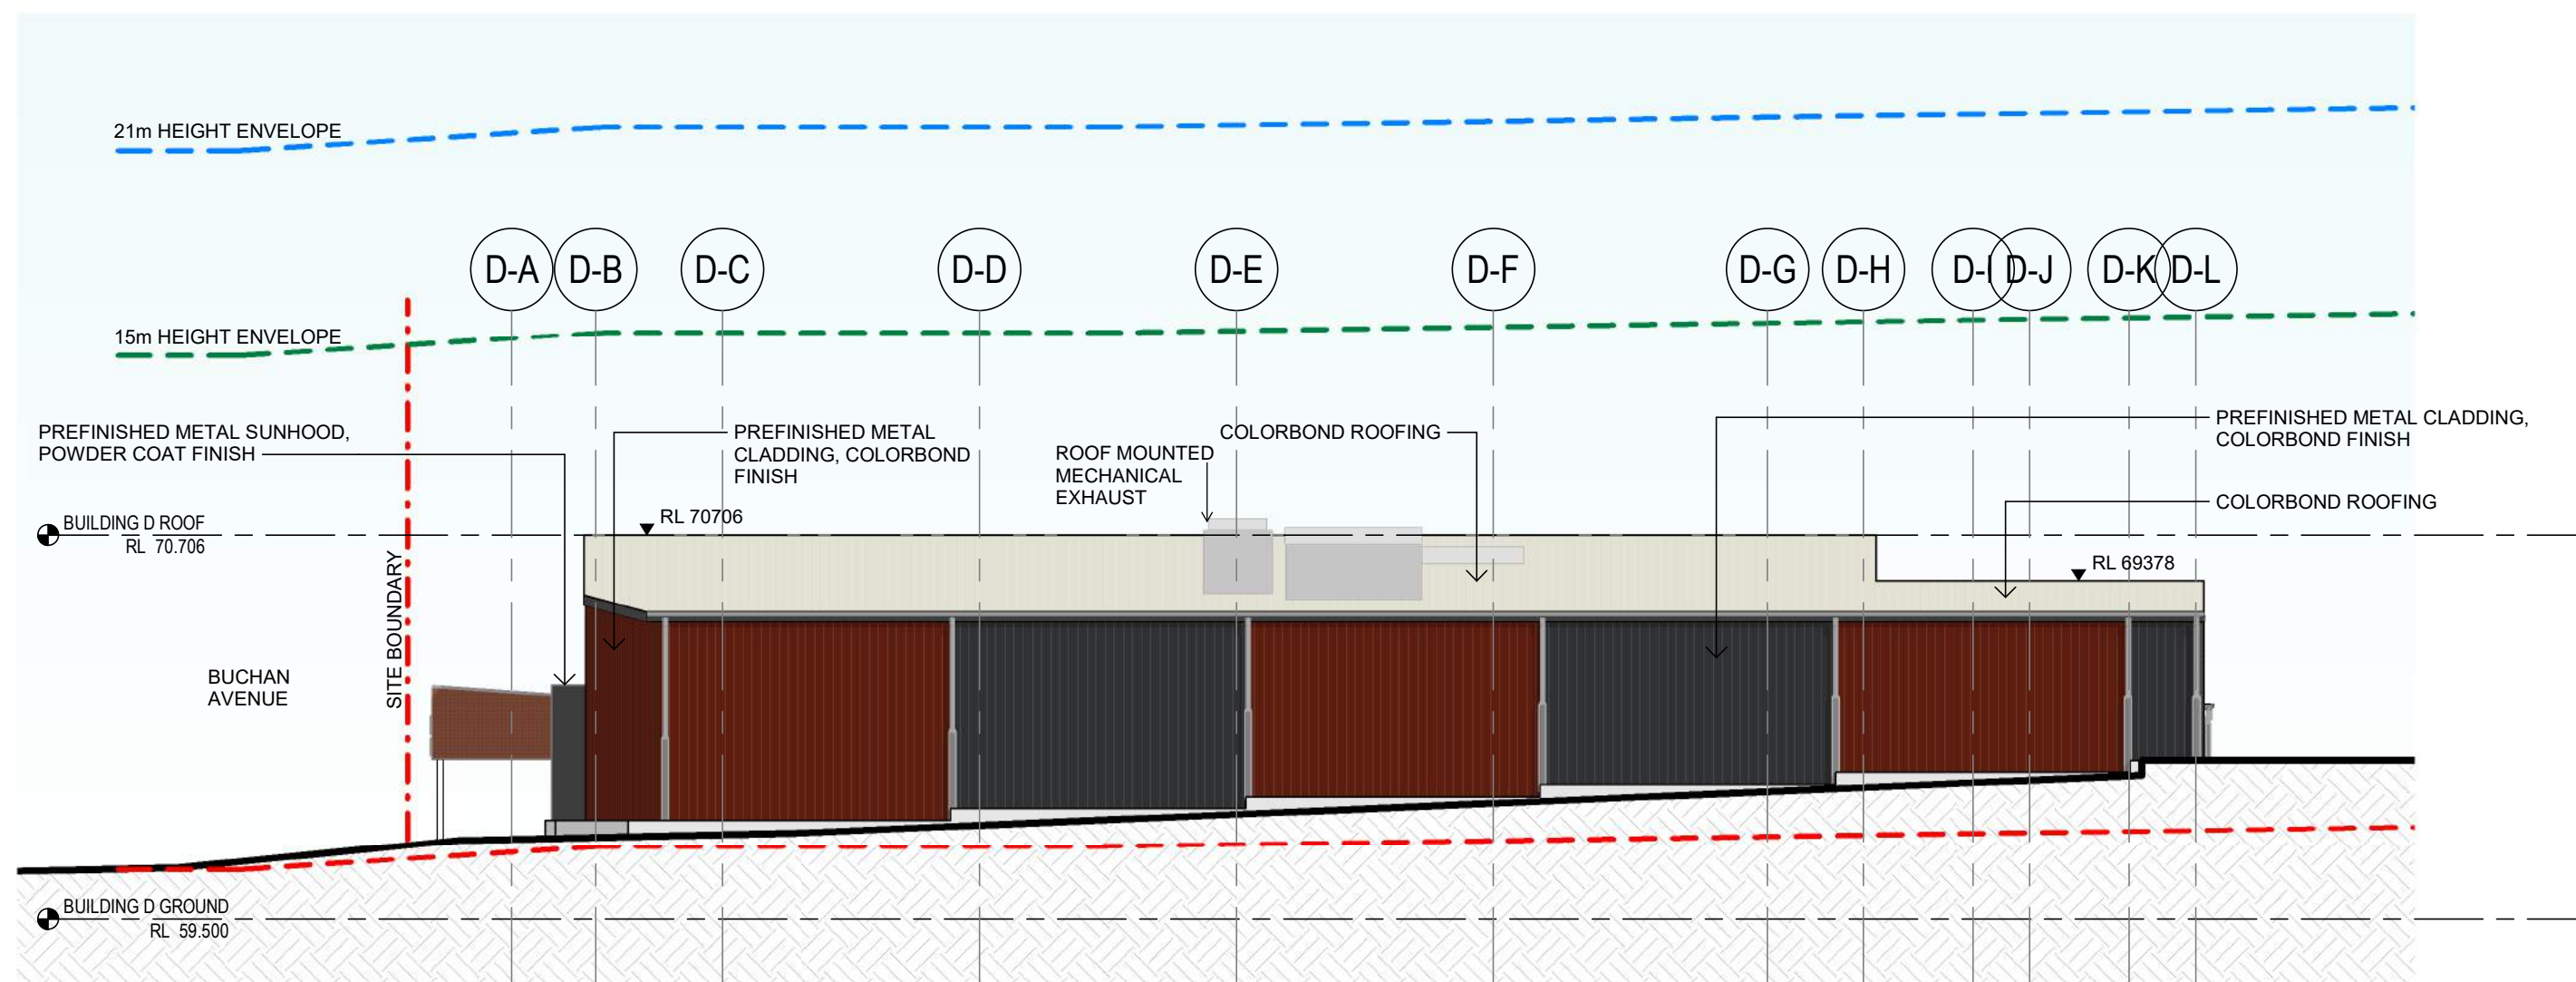 21m HEIGHT ENVELOPE
D-A
D-B
D-C
D-D
D-E
D-F
D-G
D-H
D-I
D-J
D-K
D-L
15m HEIGHT ENVELOPE
PREFINISHED METAL SUNHOOD,
POWDER COAT FINISH
PREFINISHED METAL
CLADDING, COLORBOND
FINISH
ROOF MOUNTED
MECHANICAL
EXHAUST
COLORBOND ROOFING
PREFINISHED METAL CLADDING,
COLORBOND FINISH
COLORBOND ROOFING
BUILDING D ROOF
RL 70.706
RL 70706
RL 69378
SITE BOUNDARY
BUCHAN
AVENUE
BUILDING D GROUND
RL 59.500